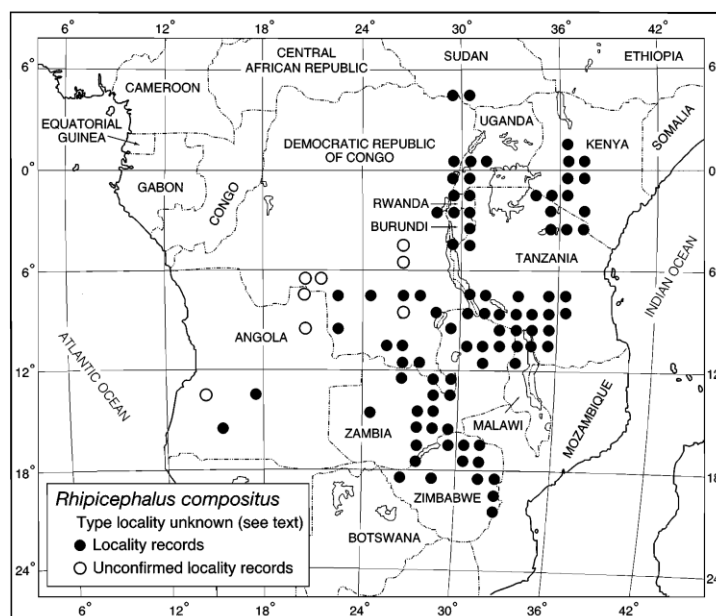 6° 6° 12° 18° 24° 30° 36° 42°
SUDAN
ETHIOPIA
CENTRAL
AFRICAN REPUBLIC
6°
6°
CAMEROON
UGANDA
SOMALIA
EQUATORIAL
GUINEA
DEMOCRATIC REPUBLIC
OF CONGO
KENYA
0°
0°
GABON
CONGO
RWANDA
BURUNDI
TANZANIA
INDIAN OCEAN
6°
6°
ATLANTIC OCEAN
ANGOLA
12°
12
ZAMBIA
MALAWI
MOZAMBIQUE
18°
18°
ZIMBABWE
BOTSWANA
Rhipicephalus compositus
Type locality unknown (see text)
Locality records
Unconfirmed locality records
24°
24
6° 12° 18° 24° 30° 36° 42°